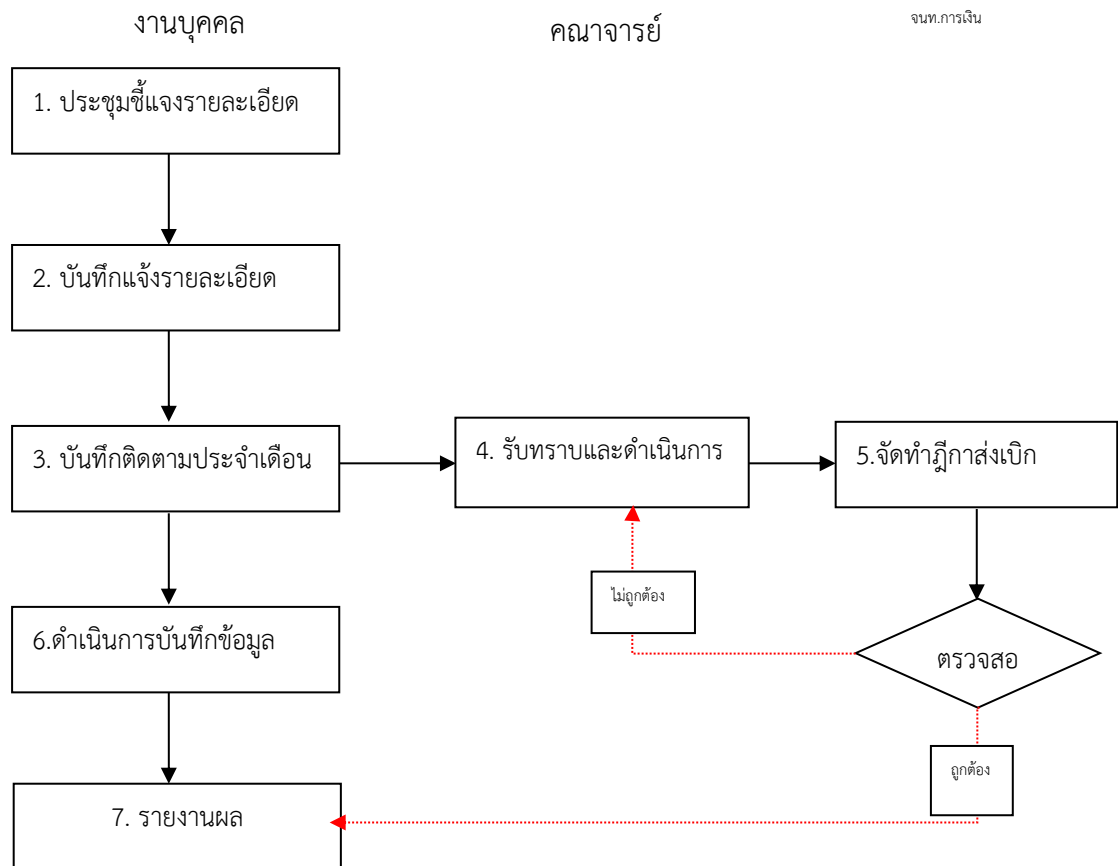 งานบุคคล
คณาจารย์
จนท.การเงิน
1. ประชุมชี้แจงรายละเอียด
2. บันทึกแจ้งรายละเอียด
3. บันทึกติดตามประจำเดือน
4. รับทราบและดำเนินการ
5.จัดทำฎีกาส่งเบิก
ไม่ถูกต้อง
6.ดำเนินการบันทึกข้อมูล
ตรวจสอ
ถูกต้อง
7. รายงานผล